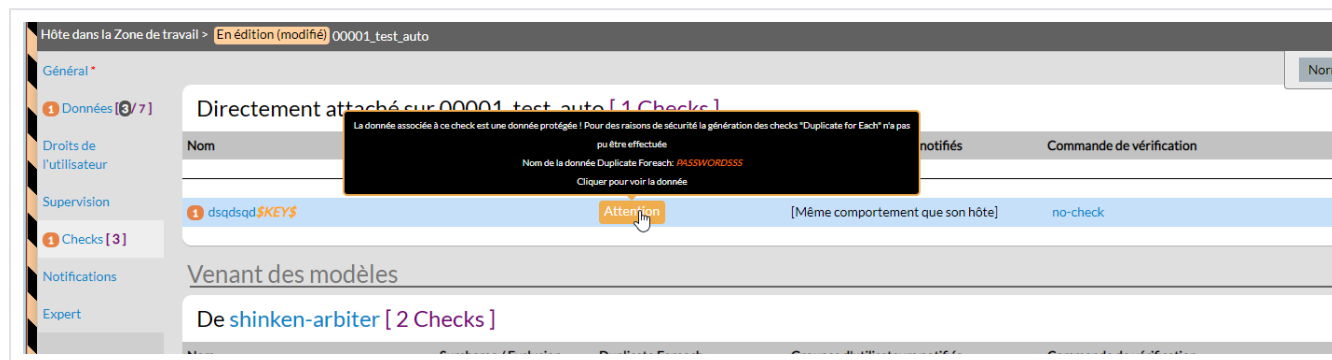 Hôte dans la Zone de travail > En édition (modifié) 00001_test_auto
Général *
Nor
1 Données [3/7]
Directement attaché sur 00001_test_auto [ 1 Checks ]
La donnée associée à ce check est une donnée protégée ! Pour des raisons de sécurité la génération des checks "Duplicate for Each" n'a pas
pu être effectuée
Nom de la donnée Duplicate Foreach: PASSWORDSSS
Cliquer pour voir la donnée
Droits de
l'utilisateur
Nom
notifiés
Commande de vérification
Supervision
1 dsqdsqd$KEY$
Attention
[Même comportement que son hôte]
no-check
1 Checks [ 3 ]
Notifications
Venant des modèles
Expert
De shinken-arbiter [ 2 Checks ]